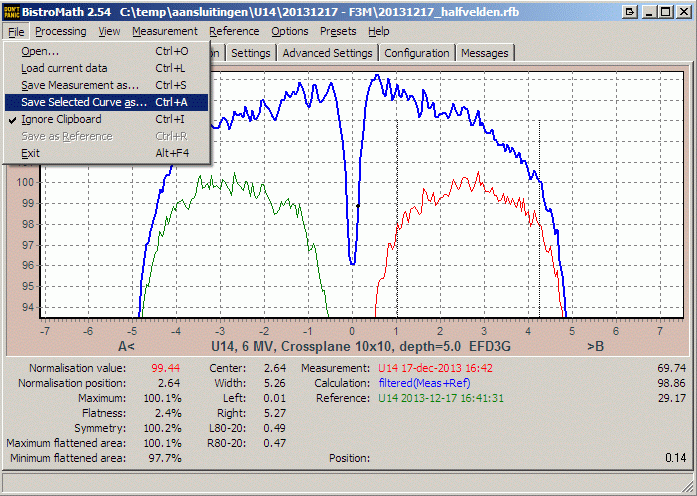 DON'T PANIC BistroMath 2.54 C:\temp\aansluitingen\U14\20131217 - F3M\20131217_halfvelden.rfb
File Processing View Measurement Reference Options Presets Help
Settings Advanced Settings Configuration Messages
Open... Ctrl+O
Load current data Ctrl+L
Save Measurement as... Ctrl+S
Save Selected Curve as... Ctrl+A
Ignore Clipboard Ctrl+I
Save as Reference Ctrl+R
Exit Alt+F4
100
99
98
97
96
95
94
-7 -6 -5 -4 -3 -2 -1 0 1 2 3 4 5 6 7
A< U14, 6 MV, Crossplane 10x10, depth=5.0 EFD3G >B
Normalisation value: 99.44 Center: 2.64 Measurement: U14 17-dec-2013 16:42 69.74
Normalisation position: 2.64 Width: 5.26 Calculation: filtered(Meas+Ref) 98.86
Maximum: 100.1% Left: 0.01 Reference: U14 2013-12-17 16:41:31 29.17
Flatness: 2.4% Right: 5.27
Symmetry: 100.2% L80-20: 0.49
Maximum flattened area: 100.1% R80-20: 0.47
Minimum flattened area: 97.7% Position: 0.14